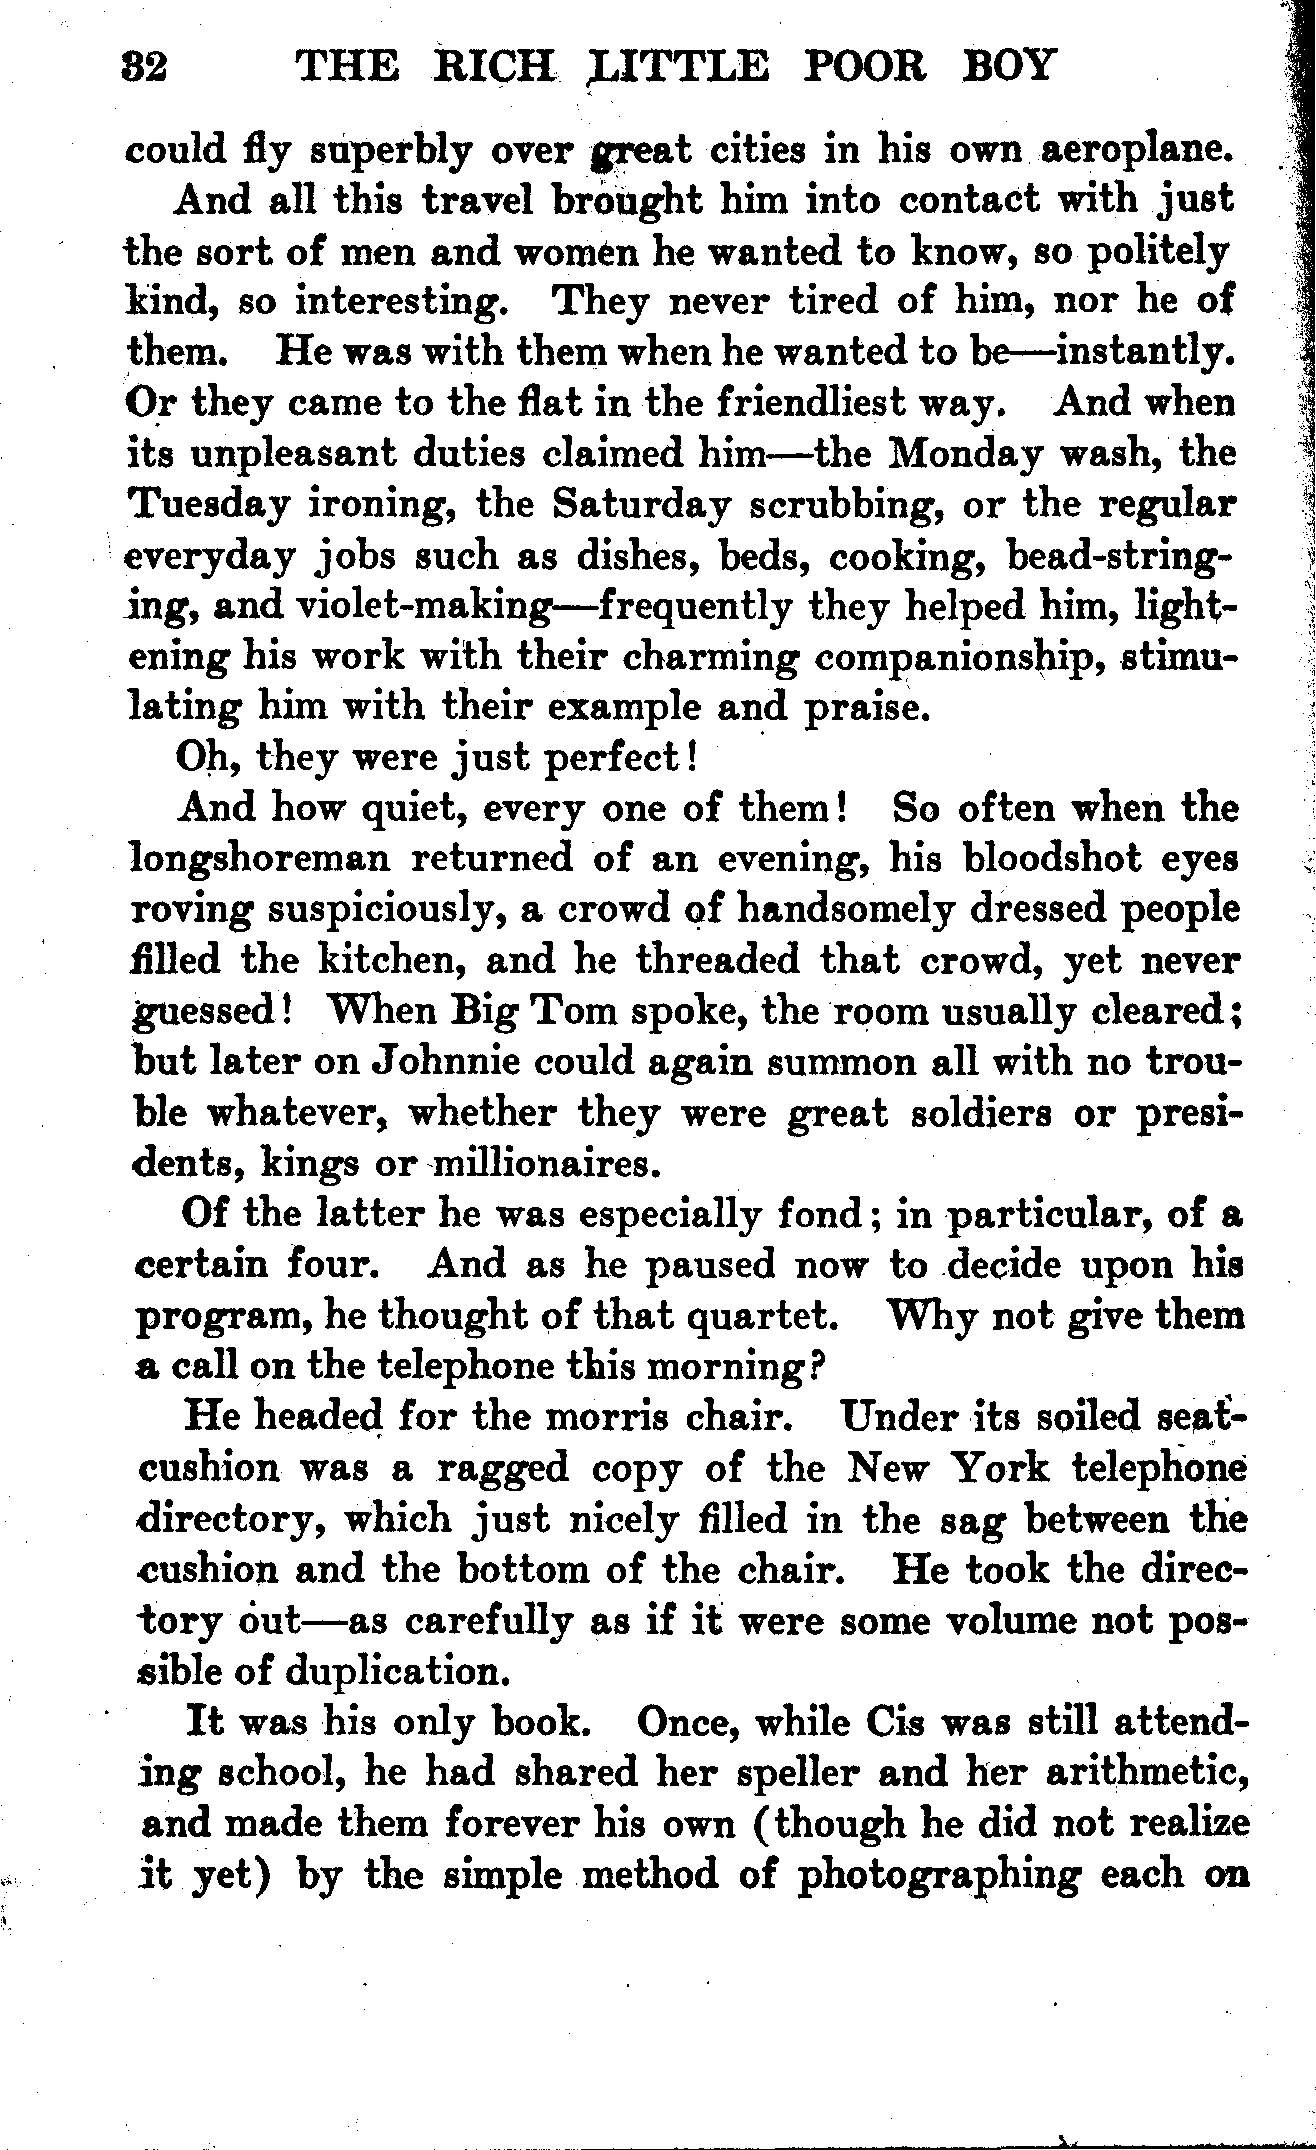 32 THE RICH LITTLE POOR BOY
could fly superbly over great cities in his own aeroplane.
And all this travel brought him into contact with just
the sort of men and women he wanted to know, so politely
kind, so interesting. They never tired of him, nor he of
them. He was with them when he wanted to be—instantly.
Or they came to the flat in the friendliest way. And when
its unpleasant duties claimed him—the Monday wash, the
Tuesday ironing, the Saturday scrubbing, or the regular
everyday jobs such as dishes, beds, cooking, bead-string-
ing, and violet-making—frequently they helped him, light-
ening his work with their charming companionship, stimu-
lating him with their example and praise.
Oh, they were just perfect!
And how quiet, every one of them! So often when the
longshoreman returned of an evening, his bloodshot eyes
roving suspiciously, a crowd of handsomely dressed people
filled the kitchen, and he threaded that crowd, yet never
guessed! When Big Tom spoke, the room usually cleared;
but later on Johnnie could again summon all with no trou-
ble whatever, whether they were great soldiers or presi-
dents, kings or millionaires.
Of the latter he was especially fond; in particular, of a
certain four. And as he paused now to decide upon his
program, he thought of that quartet. Why not give them
a call on the telephone this morning?
He headed for the morris chair. Under its soiled seat-
cushion was a ragged copy of the New York telephone
directory, which just nicely filled in the sag between the
cushion and the bottom of the chair. He took the direc-
tory out—as carefully as if it were some volume not pos-
sible of duplication.
It was his only book. Once, while Cis was still attend-
ing school, he had shared her speller and her arithmetic,
and made them forever his own (though he did not realize
it yet) by the simple method of photographing each on